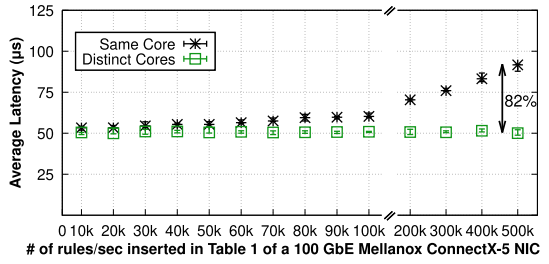 Average Latency (µs)
125
100
75
50
25
Same Core
Distinct Cores
82%
0 10k 20k 30k 40k 50k 60k 70k 80k 90k 100k 200k 300k 400k 500k
# of rules/sec inserted in Table 1 of a 100 GbE Mellanox ConnectX-5 NIC